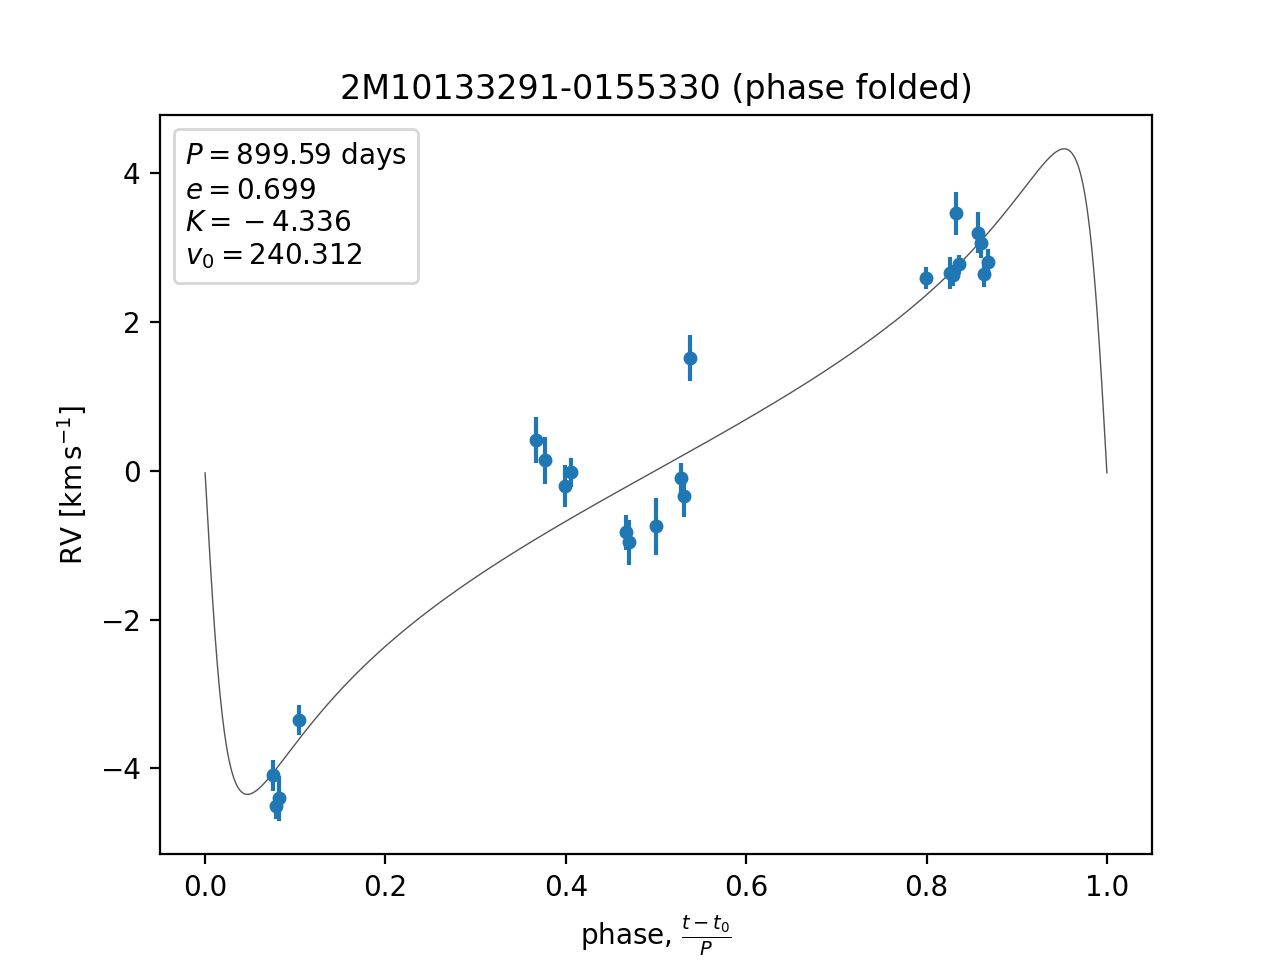 2M10133291-0155330 (phase folded)
P = 899.59 days
e = 0.699
K = −4.336
v₀ = 240.312
4
2
0
−2
−4
RV [km s⁻¹]
0.0 0.2 0.4 0.6 0.8 1.0
phase, (t − t₀)/P